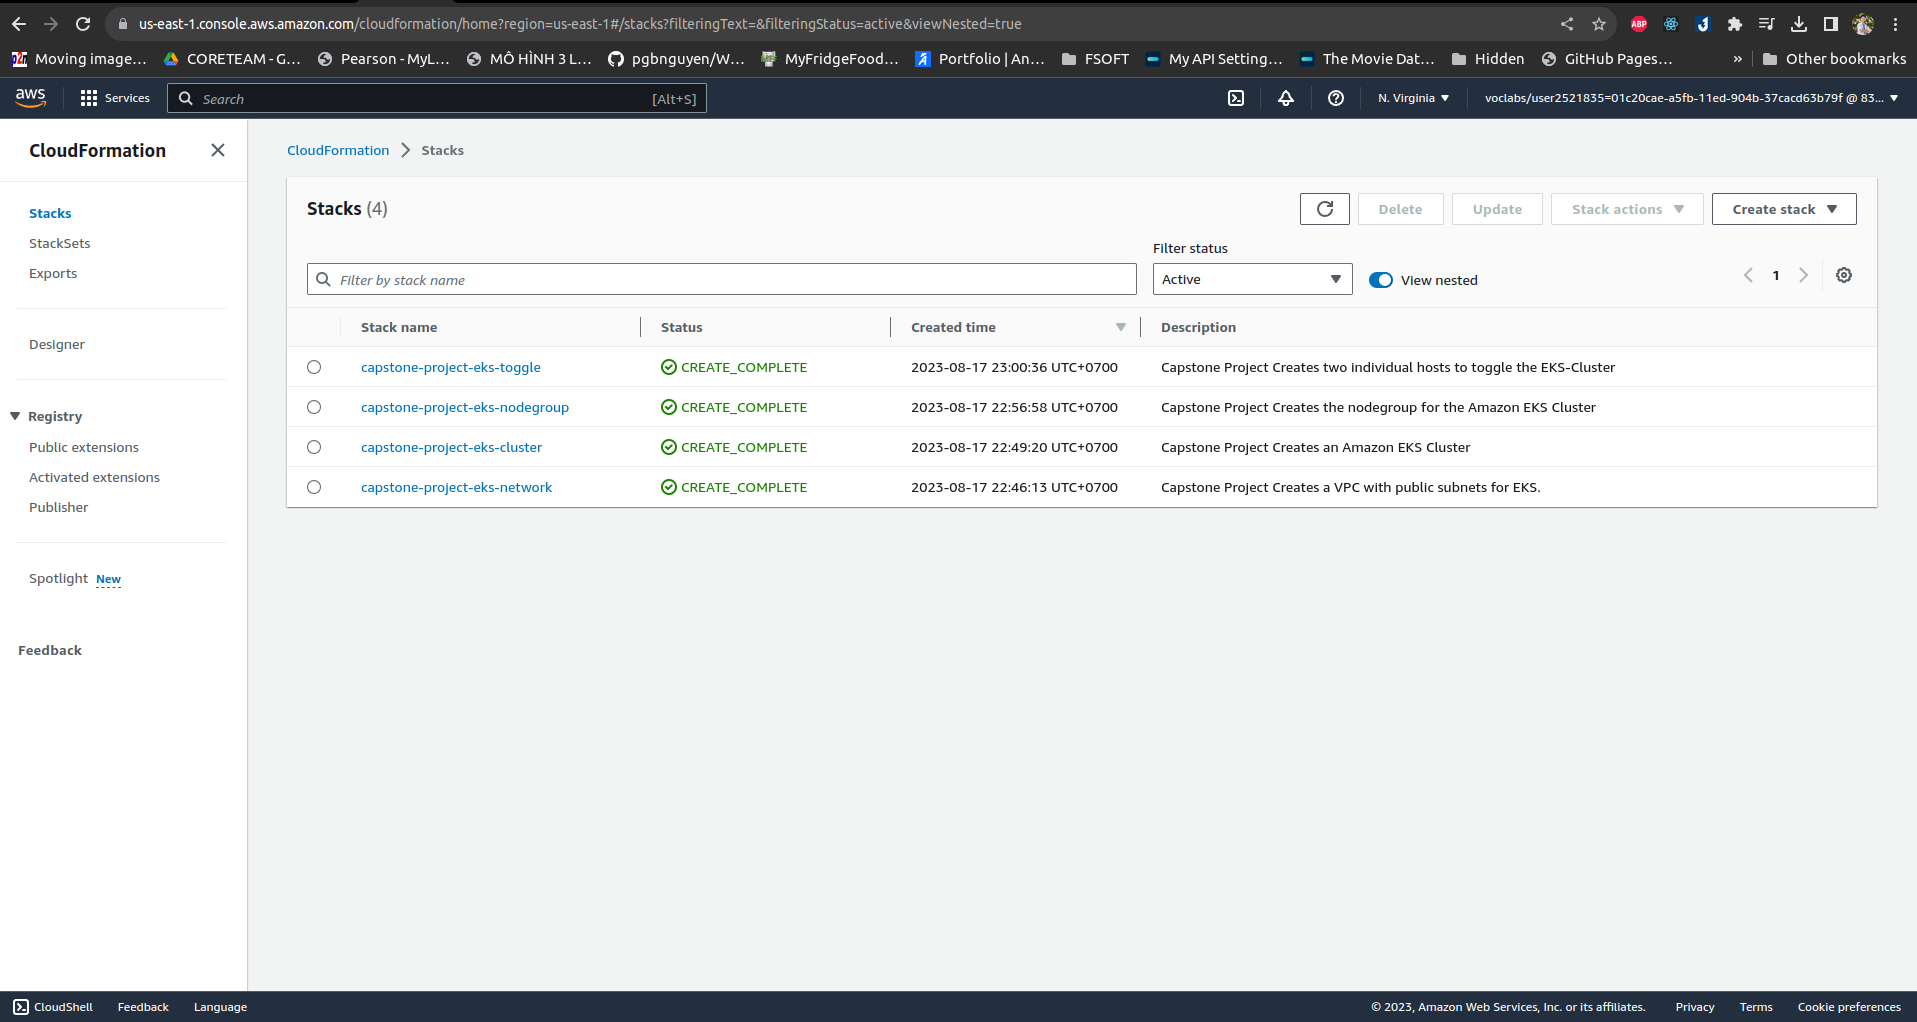 us-east-1.console.aws.amazon.com/cloudformation/home?region=us-east-1#/stacks?filteringText=&filteringStatus=active&viewNested=true
ABP
Moving image... CORETEAM - G... Pearson - MyL... MÔ HÌNH 3 L... pgbnguyen/W... MyFridgeFood... Portfolio | An... FSOFT My API Setting... The Movie Dat... Hidden GitHub Pages... » Other bookmarks
aws Services Search [Alt+S] N. Virginia voclabs/user2521835=01c20cae-a5fb-11ed-904b-37cacd63b79f @ 83...
CloudFormation
Stacks
StackSets
Exports
Designer
Registry
Public extensions
Activated extensions
Publisher
Spotlight New
Feedback
CloudFormation Stacks
Stacks (4)
Delete Update Stack actions Create stack
Filter status
Filter by stack name Active View nested 1
Stack name Status Created time Description
capstone-project-eks-toggle CREATE_COMPLETE 2023-08-17 23:00:36 UTC+0700 Capstone Project Creates two individual hosts to toggle the EKS-Cluster
capstone-project-eks-nodegroup CREATE_COMPLETE 2023-08-17 22:56:58 UTC+0700 Capstone Project Creates the nodegroup for the Amazon EKS Cluster
capstone-project-eks-cluster CREATE_COMPLETE 2023-08-17 22:49:20 UTC+0700 Capstone Project Creates an Amazon EKS Cluster
capstone-project-eks-network CREATE_COMPLETE 2023-08-17 22:46:13 UTC+0700 Capstone Project Creates a VPC with public subnets for EKS.
CloudShell Feedback Language © 2023, Amazon Web Services, Inc. or its affiliates. Privacy Terms Cookie preferences